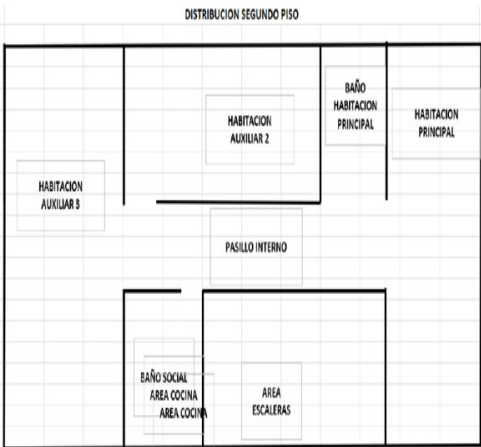 DISTRIBUCION SEGUNDO PISO
BAÑO
HABITACION
PRINCIPAL
HABITACION
PRINCIPAL
HABITACION
AUXILIAR 2
HABITACION
AUXILIAR 3
PASILLO INTERNO
BAÑO SOCIAL
AREA COCINA
AREA COCINA
AREA
ESCALERAS